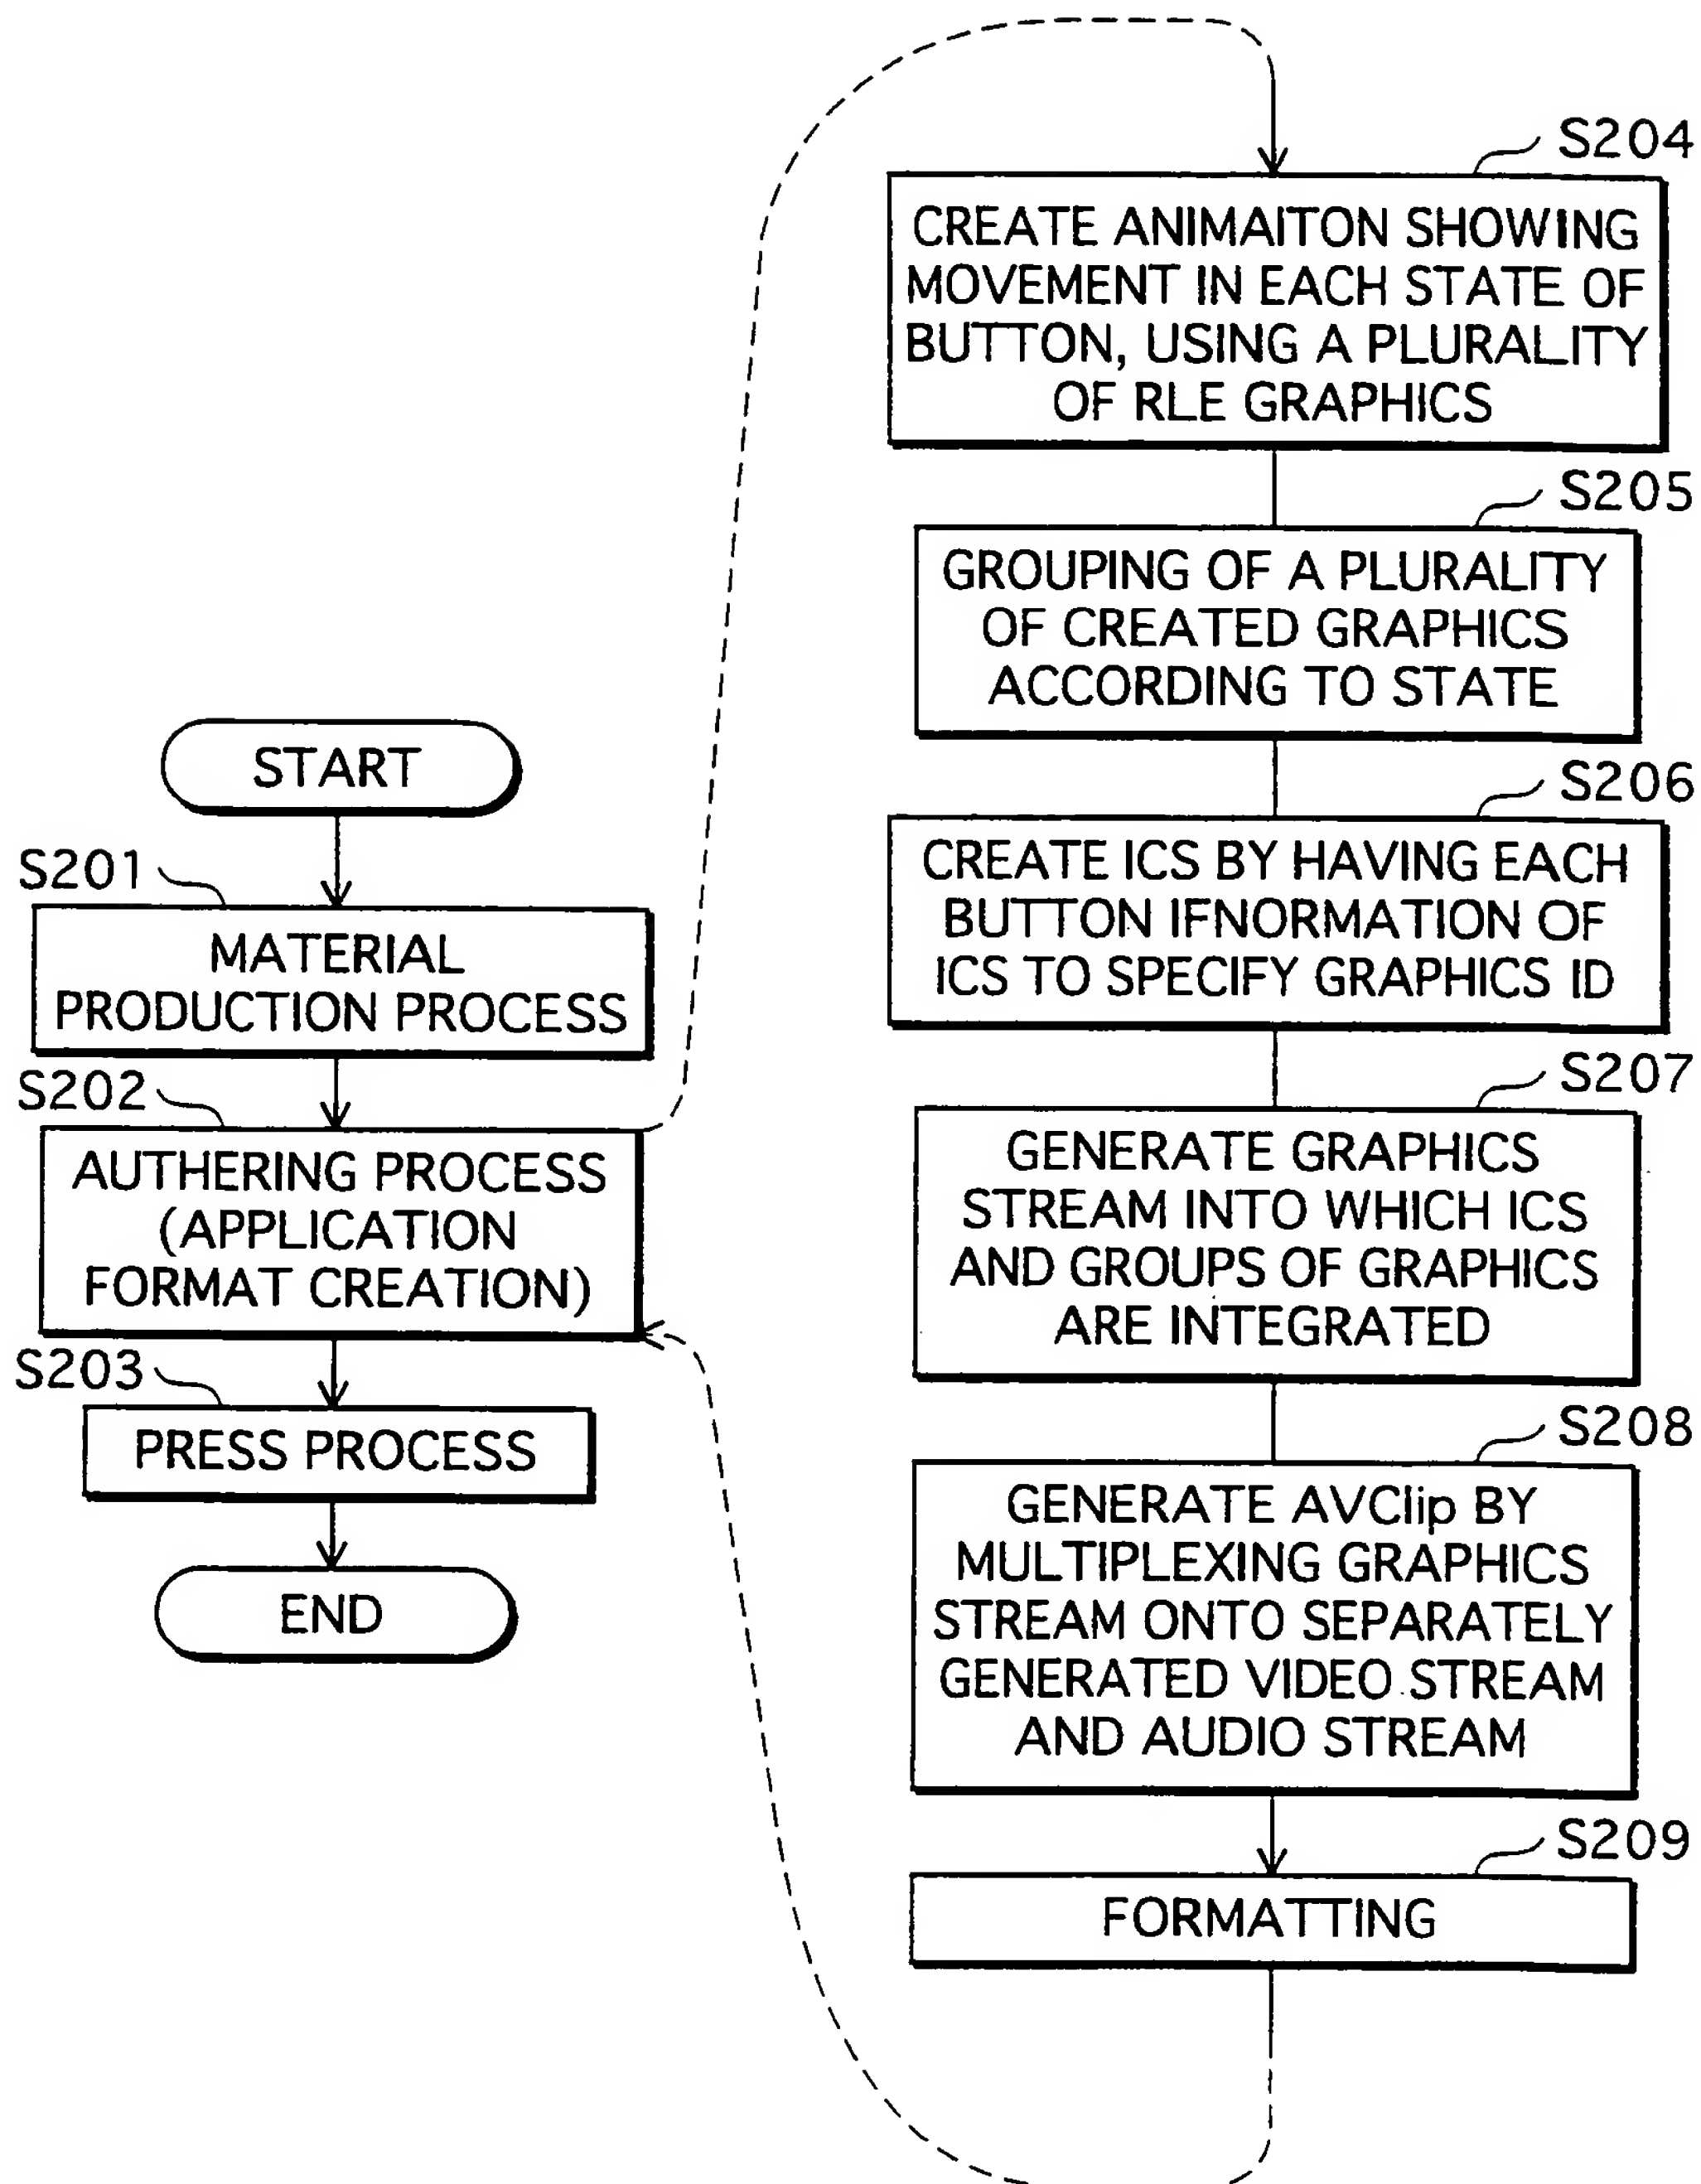 START
S201
MATERIAL
PRODUCTION PROCESS
S202
AUTHERING PROCESS
(APPLICATION
FORMAT CREATION)
S203
PRESS PROCESS
END
S204
CREATE ANIMAITON SHOWING
MOVEMENT IN EACH STATE OF
BUTTON, USING A PLURALITY
OF RLE GRAPHICS
S205
GROUPING OF A PLURALITY
OF CREATED GRAPHICS
ACCORDING TO STATE
S206
CREATE ICS BY HAVING EACH
BUTTON IFNORMATION OF
ICS TO SPECIFY GRAPHICS ID
S207
GENERATE GRAPHICS
STREAM INTO WHICH ICS
AND GROUPS OF GRAPHICS
ARE INTEGRATED
S208
GENERATE AVClip BY
MULTIPLEXING GRAPHICS
STREAM ONTO SEPARATELY
GENERATED VIDEO STREAM
AND AUDIO STREAM
S209
FORMATTING